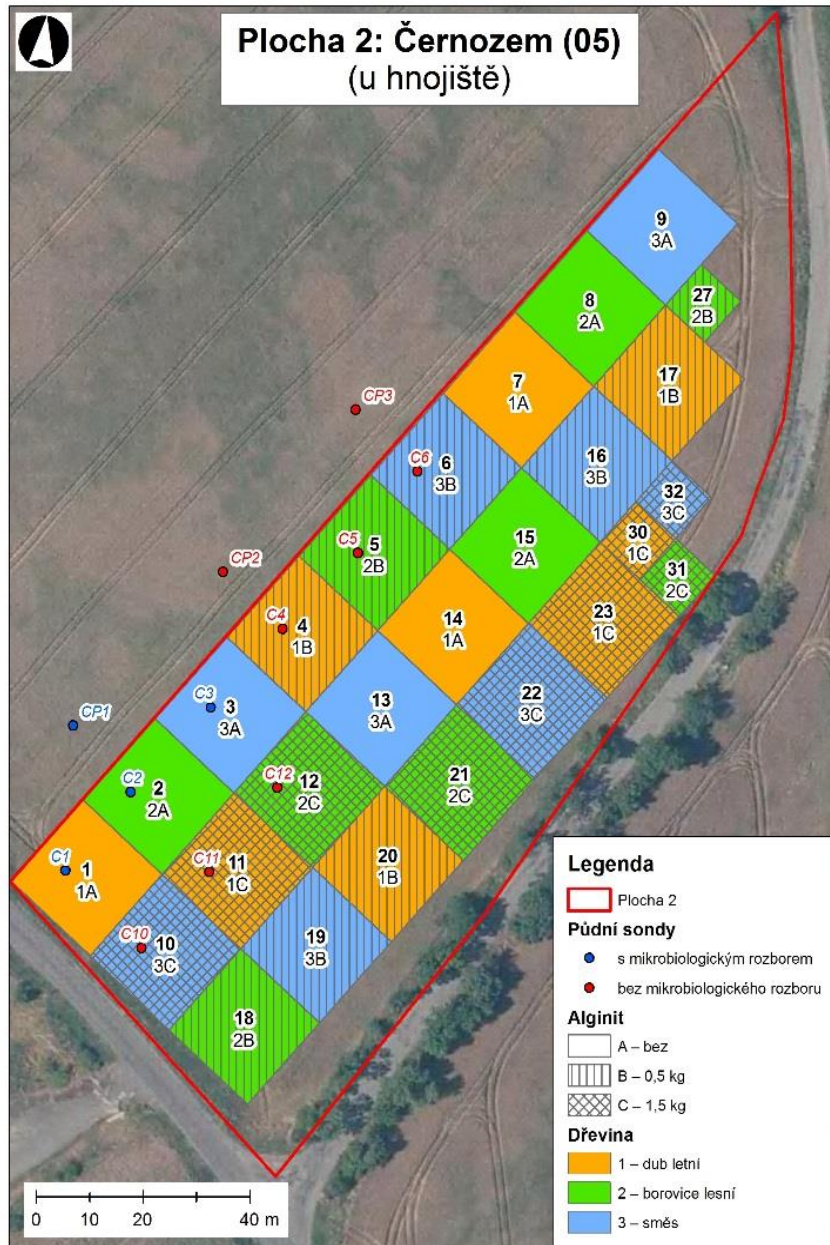 Plocha 2: Černozem (05)
(u hnojiště)
9
3A
8
2A
27
2B
7
1A
17
1B
CP3
6
3B
C6
16
3B
32
3C
5
2B
C5
15
2A
30
1C
31
2C
CP2
4
1B
C4
14
1A
23
1C
3
3A
C3
13
3A
22
3C
CP1
2
2A
C2
12
2C
C12
21
2C
1
1A
C1
11
1C
C11
20
1B
10
3C
C10
19
3B
18
2B
Legenda
Plocha 2
Půdní sondy
s mikrobiologickým rozborem
bez mikrobiologického rozboru
Alginit
A – bez
B – 0,5 kg
C – 1,5 kg
Dřevina
1 – dub letní
2 – borovice lesní
3 – směs
0 10 20 40 m